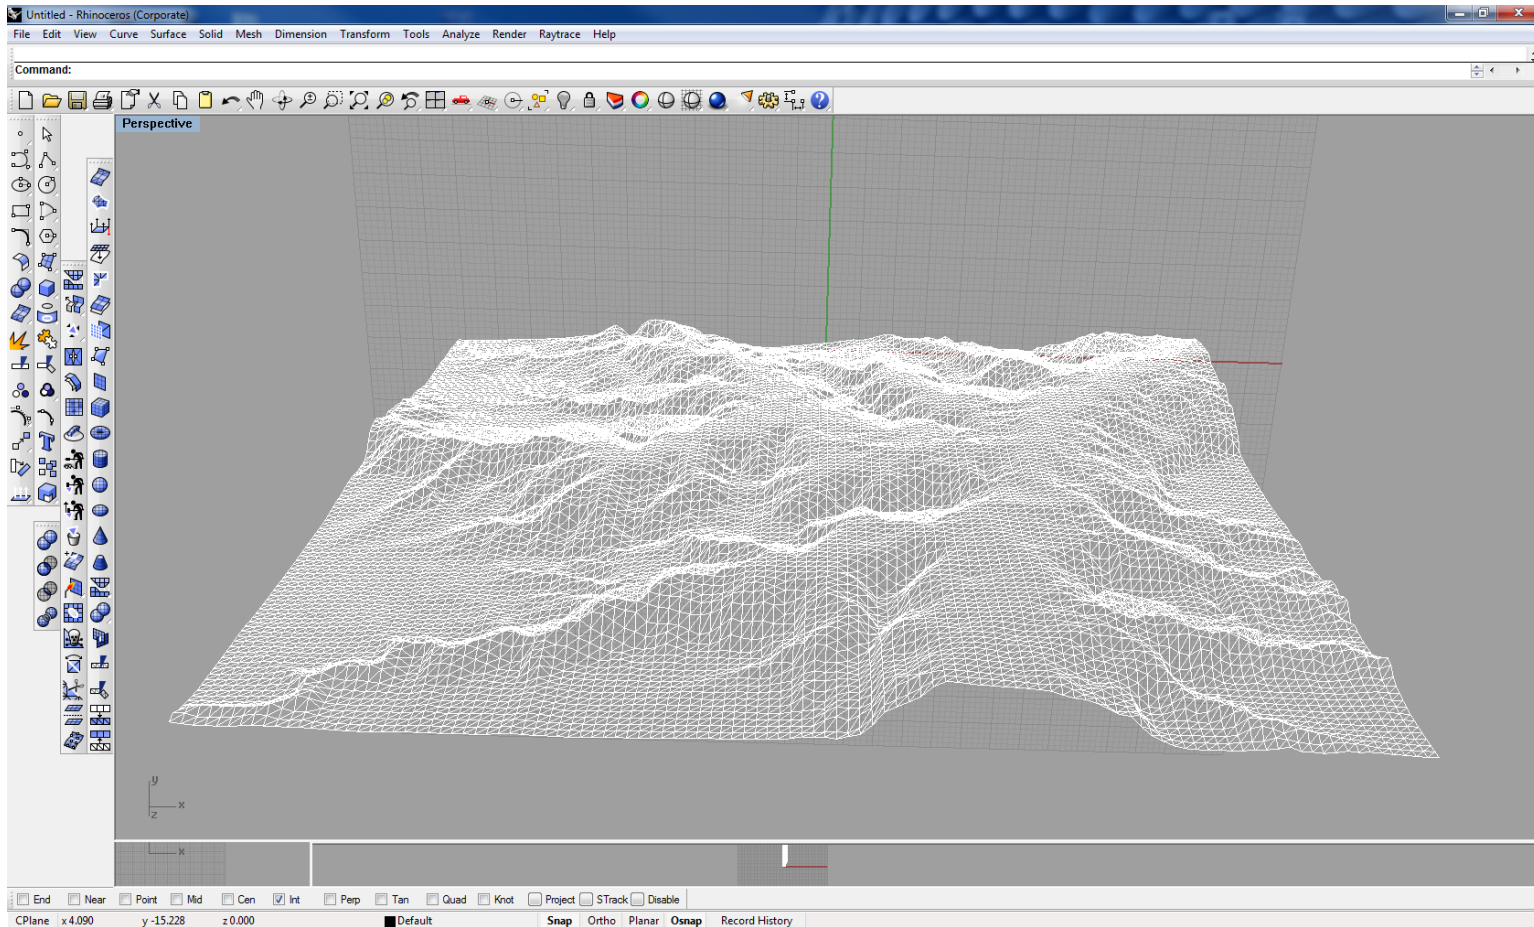 Untitled - Rhinoceros (Corporate)
File Edit View Curve Surface Solid Mesh Dimension Transform Tools Analyze Render Raytrace Help
Command:
Perspective
y
x
z
x
End Near Point Mid Cen Int Perp Tan Quad Knot Project STrack Disable
CPlane x 4.090 y -15.228 z 0.000 Default Snap Ortho Planar Osnap Record History